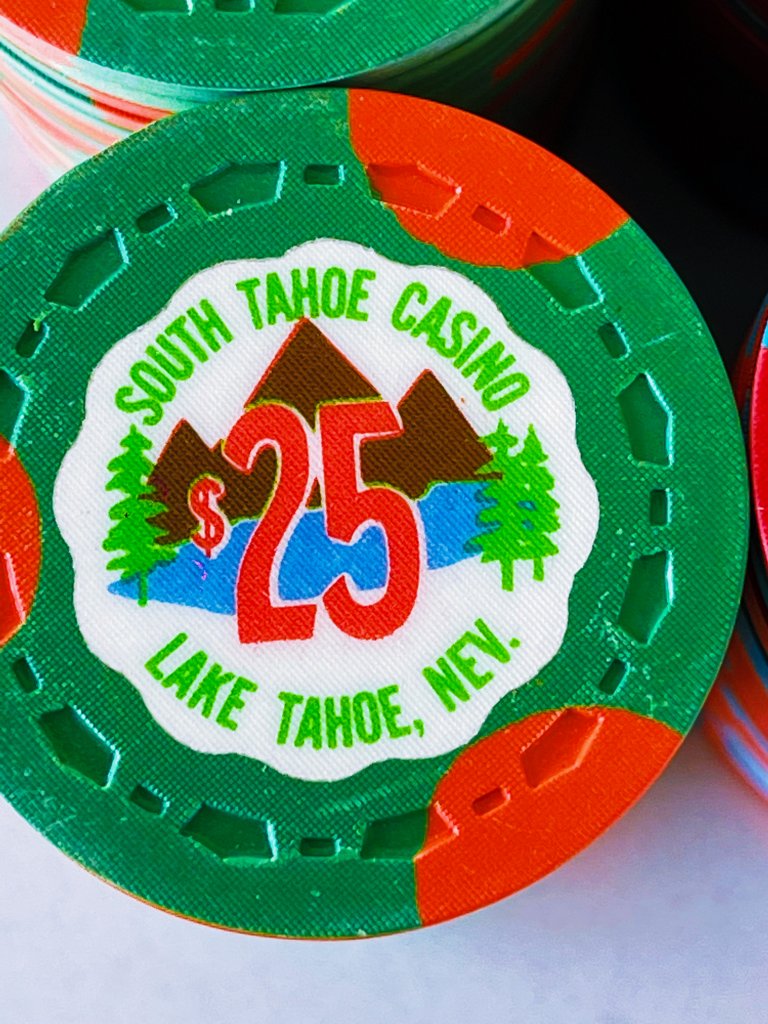 SOUTH TAHOE CASINO
$25
LAKE TAHOE, NEV.